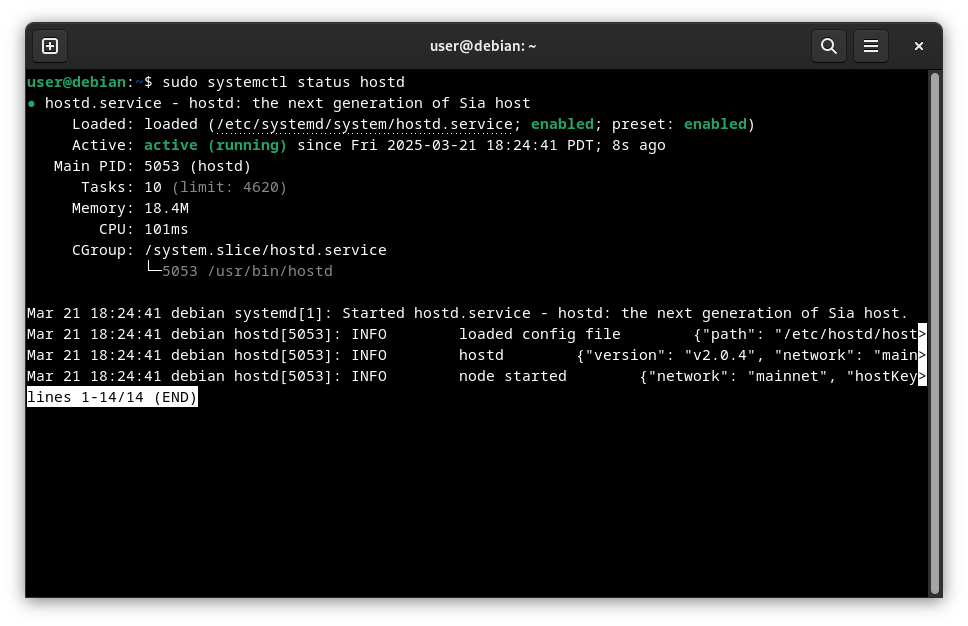 user@debian: ~
user@debian:~$ sudo systemctl status hostd
● hostd.service - hostd: the next generation of Sia host
     Loaded: loaded (/etc/systemd/system/hostd.service; enabled; preset: enabled)
     Active: active (running) since Fri 2025-03-21 18:24:41 PDT; 8s ago
   Main PID: 5053 (hostd)
      Tasks: 10 (limit: 4620)
     Memory: 18.4M
        CPU: 101ms
     CGroup: /system.slice/hostd.service
             └─5053 /usr/bin/hostd
Mar 21 18:24:41 debian systemd[1]: Started hostd.service - hostd: the next generation of Sia host.
Mar 21 18:24:41 debian hostd[5053]: INFO        loaded config file        {"path": "/etc/hostd/host>
Mar 21 18:24:41 debian hostd[5053]: INFO        hostd        {"version": "v2.0.4", "network": "main>
Mar 21 18:24:41 debian hostd[5053]: INFO        node started        {"network": "mainnet", "hostKey>
lines 1-14/14 (END)